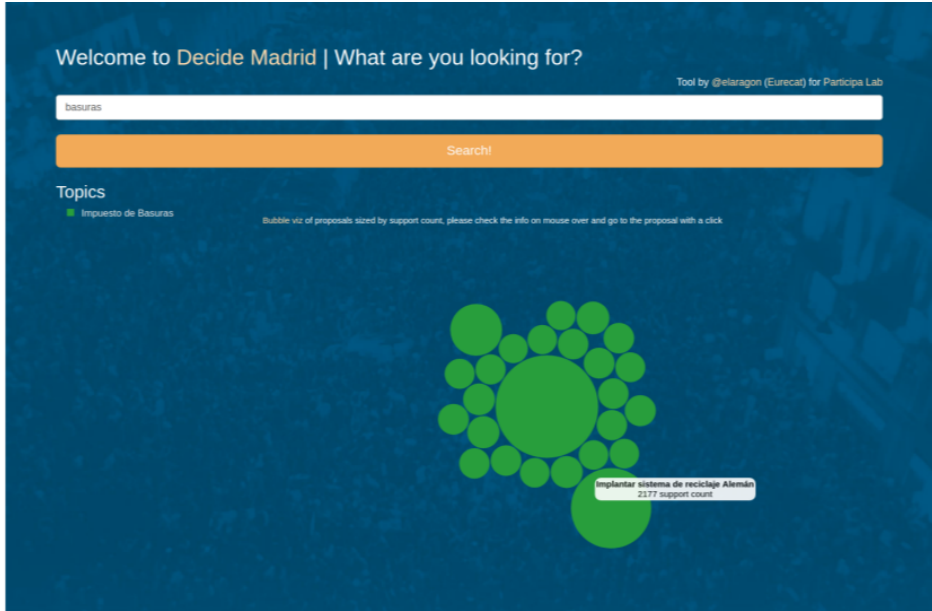 Welcome to Decide Madrid | What are you looking for?
Tool by @elaragon (Eurecat) for Participa Lab
basuras
Search!
Topics
Impuesto de Basuras
Bubble viz of proposals sized by support count, please check the info on mouse over and go to the proposal with a click
Implantar sistema de reciclaje Alemán
2177 support count